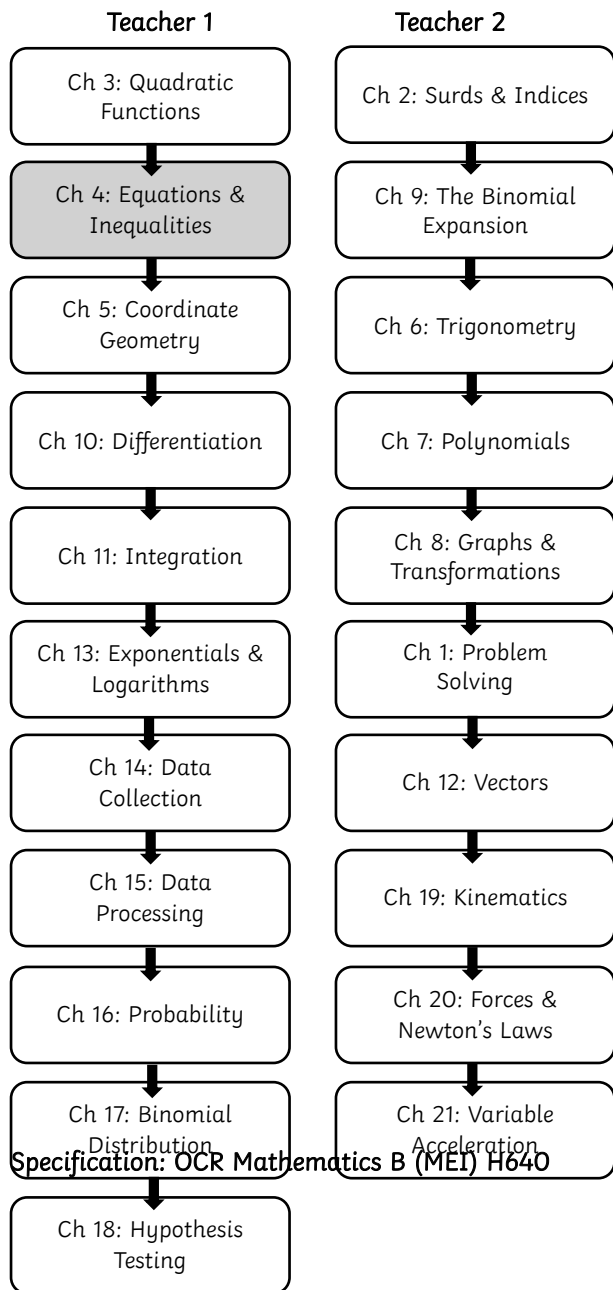 Teacher 1
Ch 3: Quadratic
Functions
Ch 4: Equations &
Inequalities
Ch 5: Coordinate
Geometry
Ch 10: Differentiation
Ch 11: Integration
Ch 13: Exponentials &
Logarithms
Ch 14: Data
Collection
Ch 15: Data
Processing
Ch 16: Probability
Ch 17: Binomial
Distribution
Ch 18: Hypothesis
Testing
Teacher 2
Ch 2: Surds & Indices
Ch 9: The Binomial
Expansion
Ch 6: Trigonometry
Ch 7: Polynomials
Ch 8: Graphs &
Transformations
Ch 1: Problem
Solving
Ch 12: Vectors
Ch 19: Kinematics
Ch 20: Forces &
Newton's Laws
Ch 21: Variable
Acceleration
Specification: OCR Mathematics B (MEI) H640